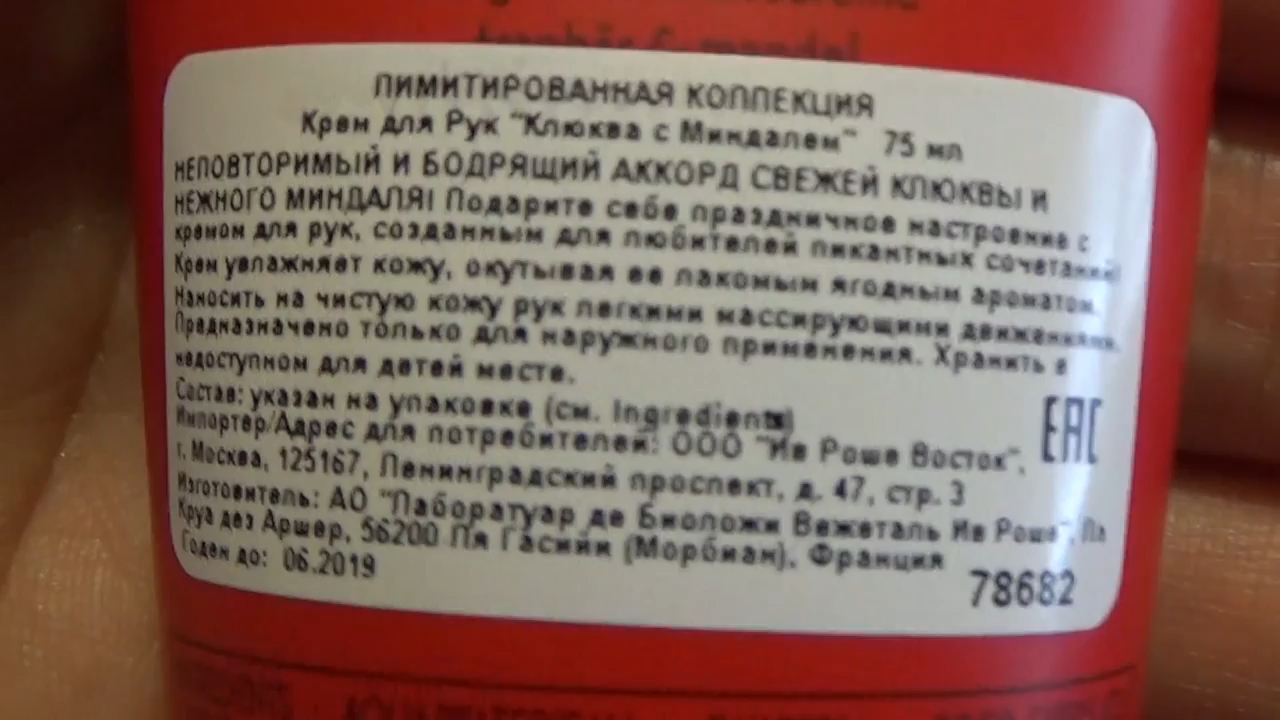 tranbär & mandel
ЛИМИТИРОВАННАЯ КОЛЛЕКЦИЯ
Крем для Рук "Клюква с Миндалем" 75 мл
НЕПОВТОРИМЫЙ И БОДРЯЩИЙ АККОРД СВЕЖЕЙ КЛЮКВЫ И
НЕЖНОГО МИНДАЛЯ! Подарите себе праздничное настроение с
кремом для рук, созданным для любителей пикантных сочетаний!
Крем увлажняет кожу, окутывая ее лакомым ягодным ароматом.
Наносить на чистую кожу рук легкими массирующими движениями.
Предназначено только для наружного применения. Хранить в
недоступном для детей месте.
Состав: указан на упаковке (см. Ingredients)
Импортер/Адрес для потребителей: ООО "Ив Роше Восток",
EAC
г. Москва, 125167, Ленинградский проспект, д. 47, стр. 3
Изготовитель: АО "Лаборатуар де Биоложи Вежеталь Ив Роше", Ла
Круа дез Аршер, 56200 Ля Гасийи (Морбиан), Франция
Годен до: 06.2019
78682